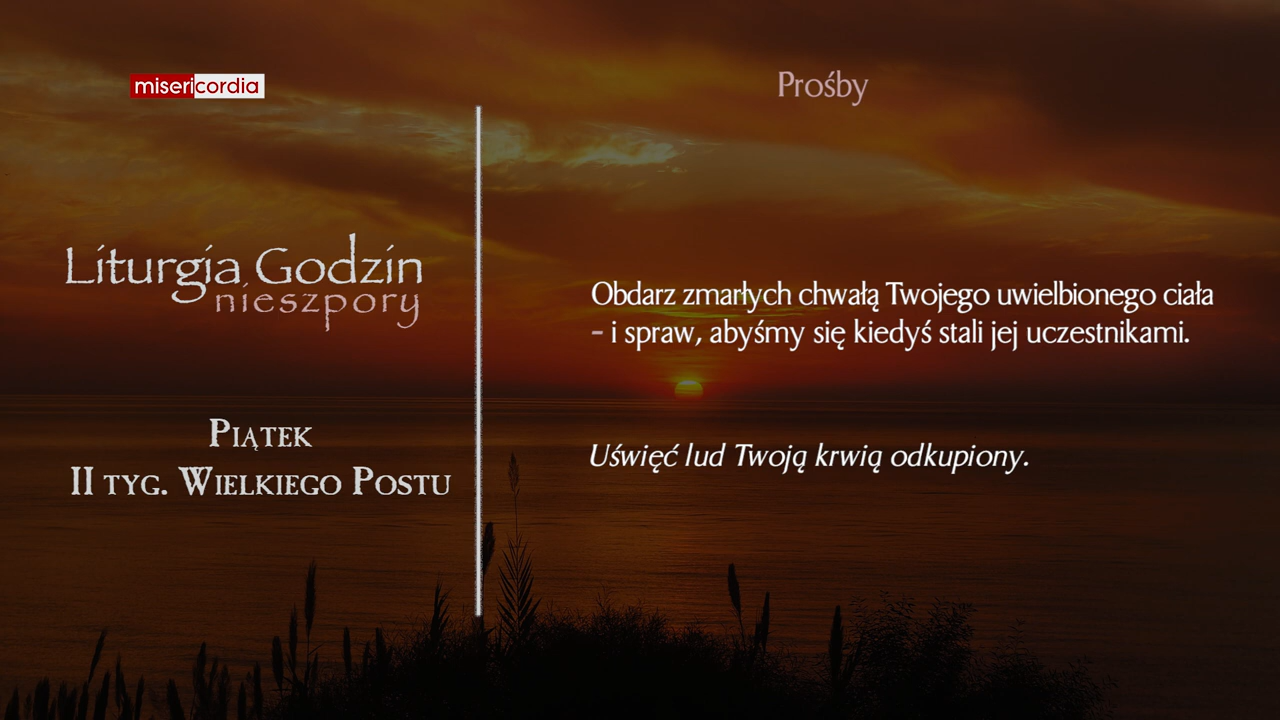 misericordia
Prośby
Liturgia Godzin
nieszpory
Obdarz zmarłych chwałą Twojego uwielbionego ciała
– i spraw, abyśmy się kiedyś stali jej uczestnikami.
Piątek
II tyg. Wielkiego Postu
Uświęć lud Twoją krwią odkupiony.